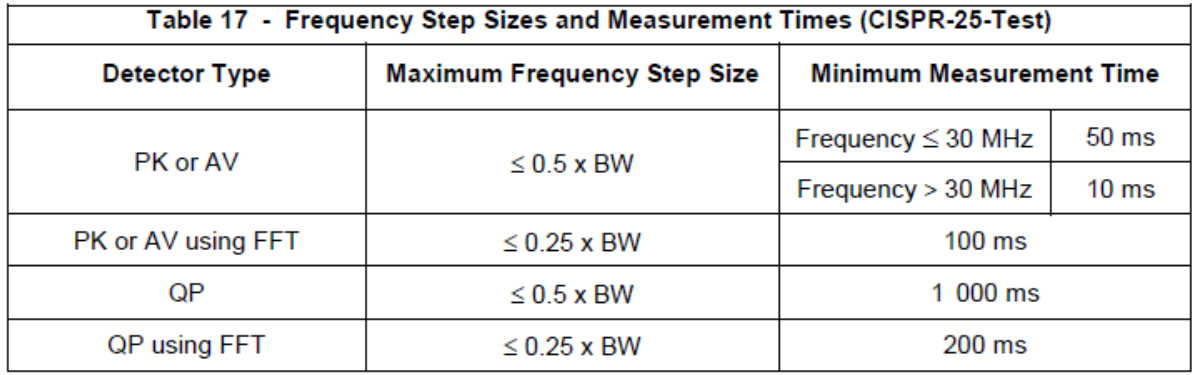 Table 17 - Frequency Step Sizes and Measurement Times (CISPR-25-Test)
Detector Type Maximum Frequency Step Size Minimum Measurement Time
PK or AV ≤ 0.5 x BW Frequency ≤ 30 MHz 50 ms
Frequency > 30 MHz 10 ms
PK or AV using FFT ≤ 0.25 x BW 100 ms
QP ≤ 0.5 x BW 1 000 ms
QP using FFT ≤ 0.25 x BW 200 ms